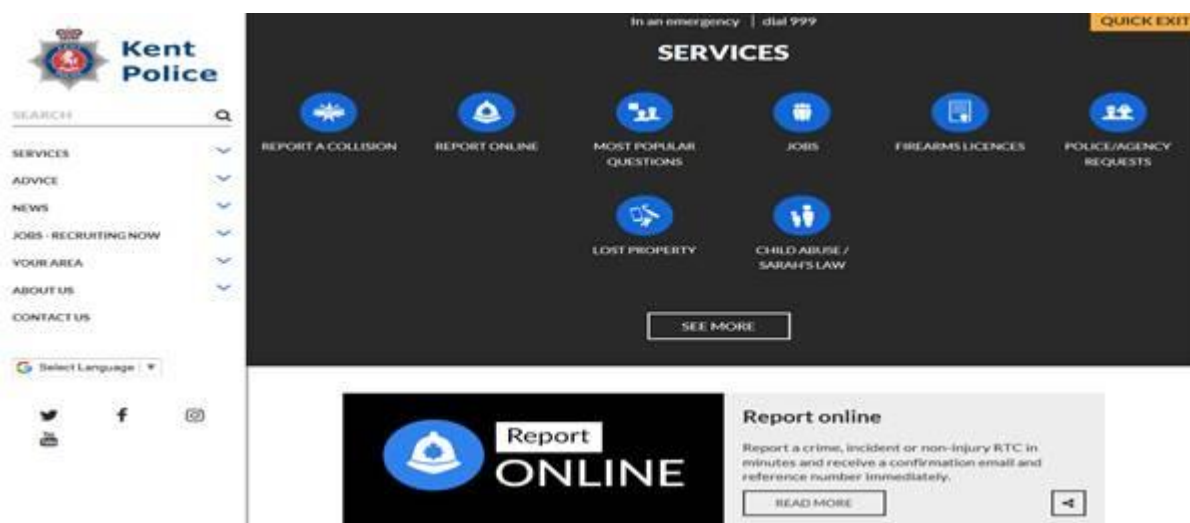 Kent
Police
SEARCH
SERVICES
ADVICE
NEWS
JOBS - RECRUITING NOW
YOUR AREA
ABOUT US
CONTACT US
Select Language
In an emergency | dial 999
QUICK EXIT
SERVICES
REPORT A COLLISION
REPORT ONLINE
MOST POPULAR
QUESTIONS
JOBS
FIREARMS LICENCES
POLICE/AGENCY
REQUESTS
LOST PROPERTY
CHILD ABUSE /
SARAH'S LAW
SEE MORE
Report
ONLINE
Report online
Report a crime, incident or non-injury RTC in
minutes and receive a confirmation email and
reference number immediately.
READ MORE